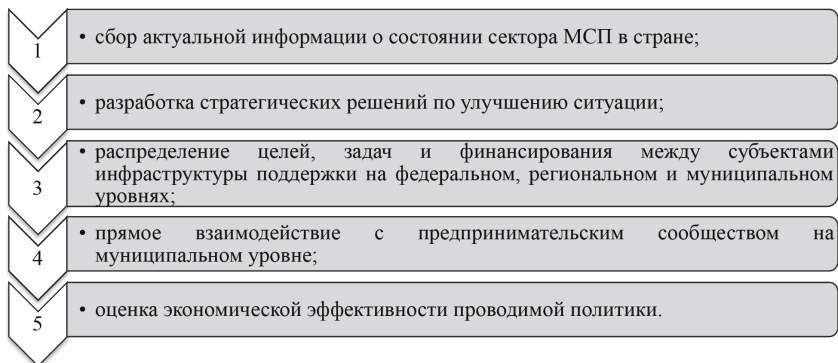 1
• сбор актуальной информации о состоянии сектора МСП в стране;
2
• разработка стратегических решений по улучшению ситуации;
3
• распределение целей, задач и финансирования между субъектами
инфраструктуры поддержки на федеральном, региональном и муниципальном
уровнях;
4
• прямое взаимодействие с предпринимательским сообществом на
муниципальном уровне;
5
• оценка экономической эффективности проводимой политики.